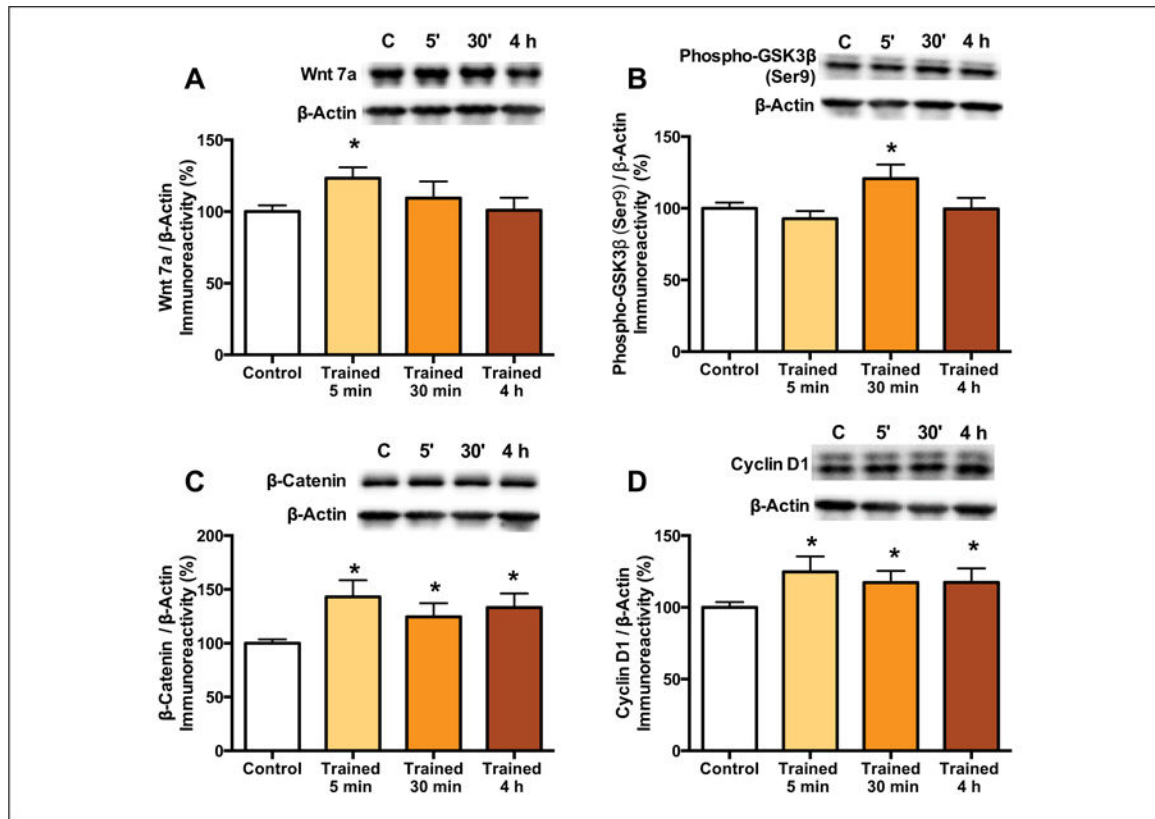 A
C 5' 30' 4 h
Wnt 7a
β-Actin
Wnt 7a / β-Actin
Immunoreactivity (%)
150
100
50
0
*
Control
Trained
5 min
Trained
30 min
Trained
4 h
B
C 5' 30' 4 h
Phospho-GSK3β
(Ser9)
β-Actin
Phospho-GSK3β (Ser9) / β-Actin
Immunoreactivity (%)
150
100
50
0
*
Control
Trained
5 min
Trained
30 min
Trained
4 h
C
C 5' 30' 4 h
β-Catenin
β-Actin
β-Catenin / β-Actin
Immunoreactivity (%)
200
150
100
50
0
* * *
Control
Trained
5 min
Trained
30 min
Trained
4 h
D
C 5' 30' 4 h
Cyclin D1
β-Actin
Cyclin D1 / β-Actin
Immunoreactivity (%)
150
100
50
0
* * *
Control
Trained
5 min
Trained
30 min
Trained
4 h